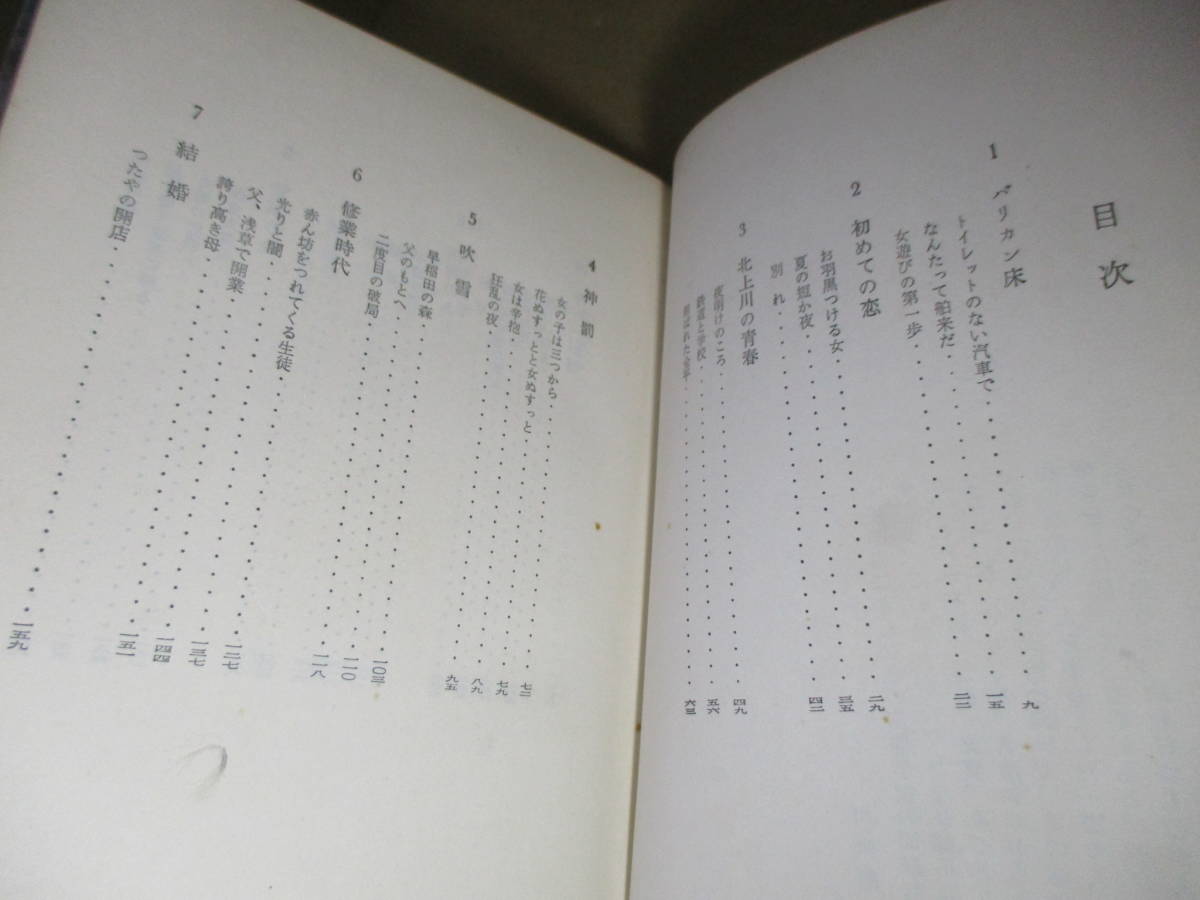 目次
1 バリカン床
トイレットのない汽車で・・・・・・九
なんたって舶来だ・・・・・・一五
女遊びの第一歩・・・・・・二二
2 初めての恋
お羽黒つける女・・・・・・二九
夏の短か夜・・・・・・三五
別れ・・・・・・四二
3 北上川の青春
夜明けのころ・・・・・・四九
鉄道と学校・・・・・・五六
ばれた・・・・・・六三
4 神罰
女の子は三つから・・・・・・七二
花ぬすっとと女ぬすっと・・・・・・七九
女は辛抱・・・・・・八九
狂乱の夜・・・・・・九五
5 吹雪
早稲田の森・・・・・・一〇三
父のもとへ・・・・・・一一〇
二度目の破局・・・・・・一一八
6 修業時代
赤ん坊をつれてくる生徒・・・・・・一二七
光りと闇・・・・・・一三七
父、浅草で開業・・・・・・一四四
誇り高き母・・・・・・一五一
7 結婚
つたやの開店・・・・・・一五九